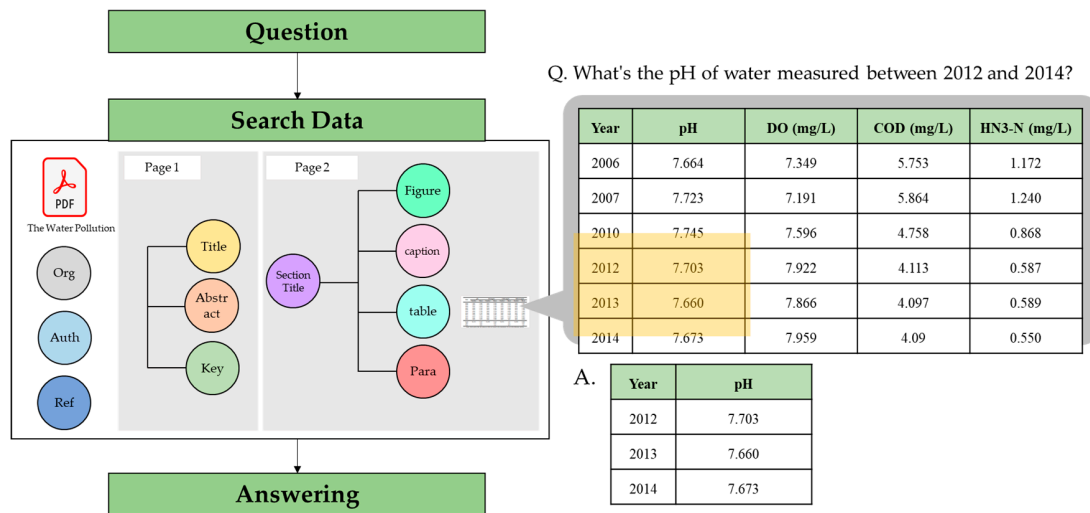 Question
Search Data
PDF
The Water Pollution
Org
Auth
Ref
Page 1
Title
Abstr
act
Key
Page 2
Section
Title
Figure
caption
table
Para
Answering
Q. What's the pH of water measured between 2012 and 2014?
Year pH DO (mg/L) COD (mg/L) HN3-N (mg/L)
2006 7.664 7.349 5.753 1.172
2007 7.723 7.191 5.864 1.240
2010 7.745 7.596 4.758 0.868
2012 7.703 7.922 4.113 0.587
2013 7.660 7.866 4.097 0.589
2014 7.673 7.959 4.09 0.550
A.
Year pH
2012 7.703
2013 7.660
2014 7.673